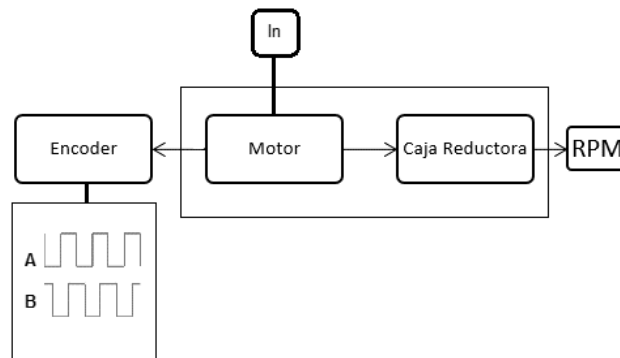 In
Encoder
Motor
Caja Reductora
RPM
A
B